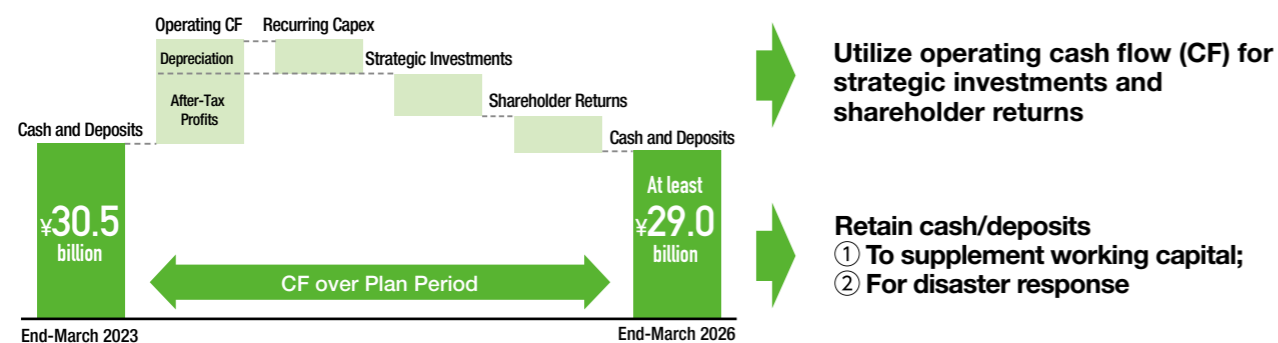 Operating CF
Recurring Capex
Depreciation
Strategic Investments
After-Tax
Profits
Shareholder Returns
Cash and Deposits
Cash and Deposits
¥30.5
billion
At least
¥29.0
billion
CF over Plan Period
End-March 2023
End-March 2026
Utilize operating cash flow (CF) for
strategic investments and
shareholder returns
Retain cash/deposits
① To supplement working capital;
② For disaster response